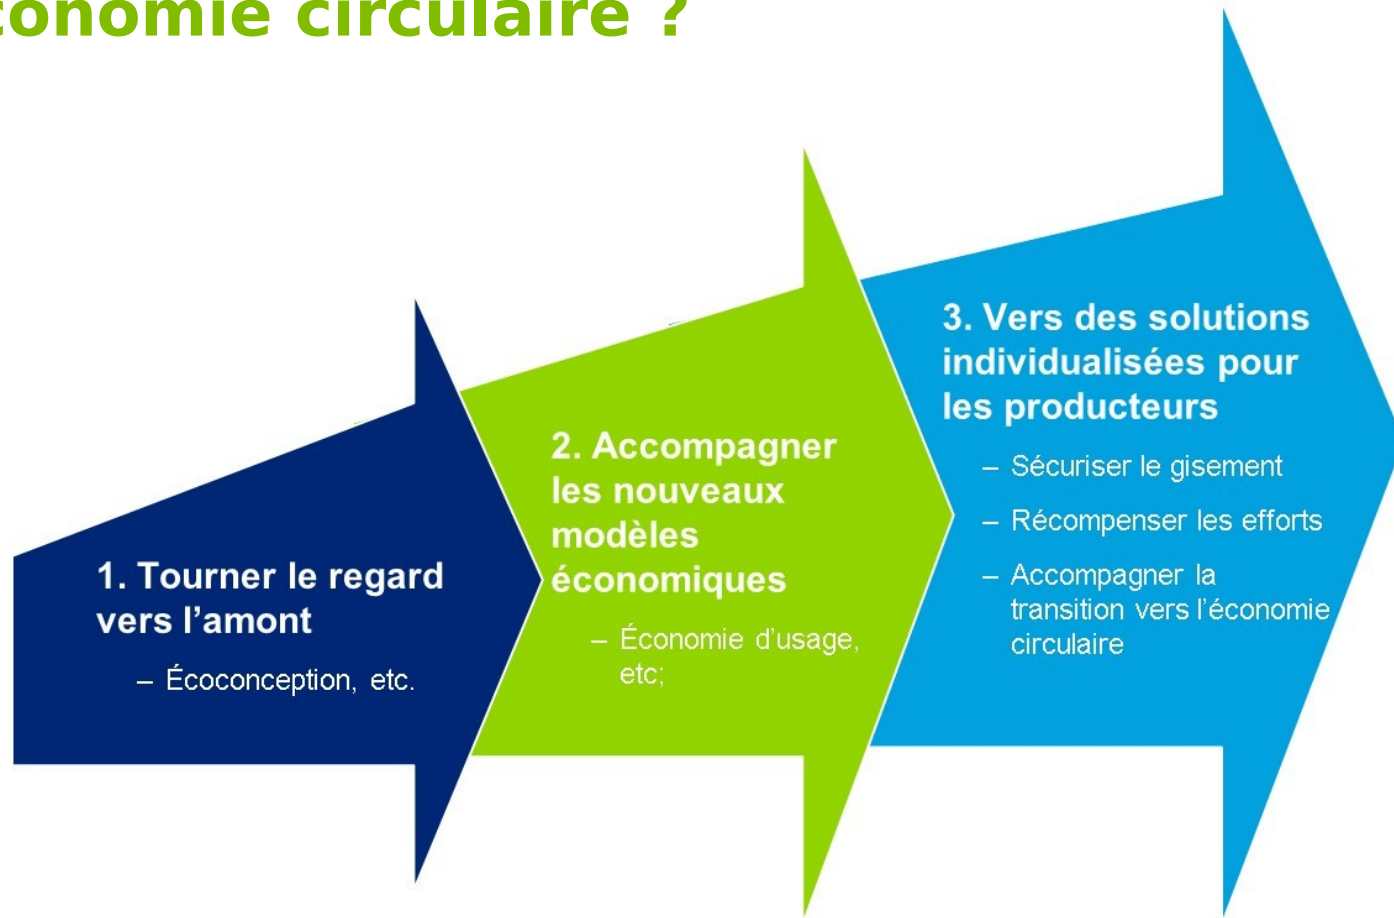 conomie circulaire ?
1. Tourner le regard
vers l’amont
– Écoconception, etc.
2. Accompagner
les nouveaux
modèles
économiques
– Économie d’usage,
etc;
3. Vers des solutions
individualisées pour
les producteurs
– Sécuriser le gisement
– Récompenser les efforts
– Accompagner la
transition vers l’économie
circulaire